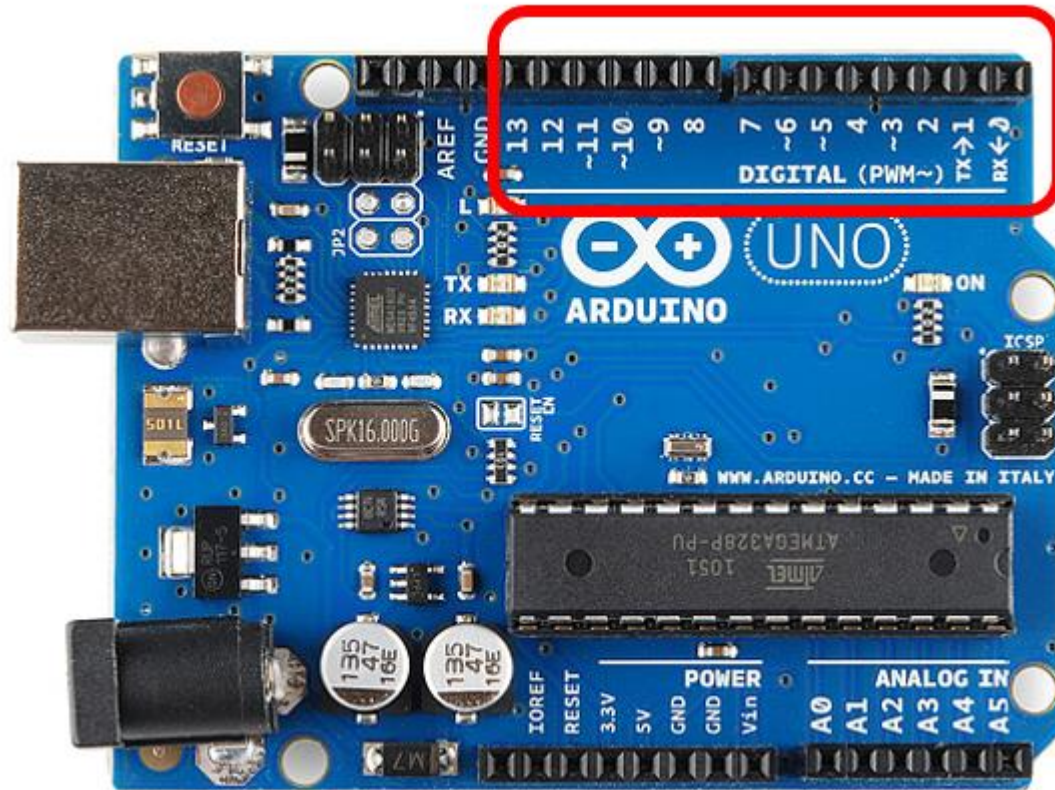 RESET
AREF
GND
13
12
~11
~10
~9
8
7
~6
~5
4
~3
2
TX→1
RX←0
DIGITAL (PWM~)
L
JP2
UNO
TX
RX
ARDUINO
ON
ICSP
501L
SPK16.000G
RESET
EN
WWW.ARDUINO.CC – MADE IN ITALY
ATMEGA328P-PU
1051
ATMEL
135
47
16E
135
47
16E
POWER
ANALOG IN
IOREF
RESET
3.3V
5V
GND
GND
Vin
A0
A1
A2
A3
A4
A5
M7